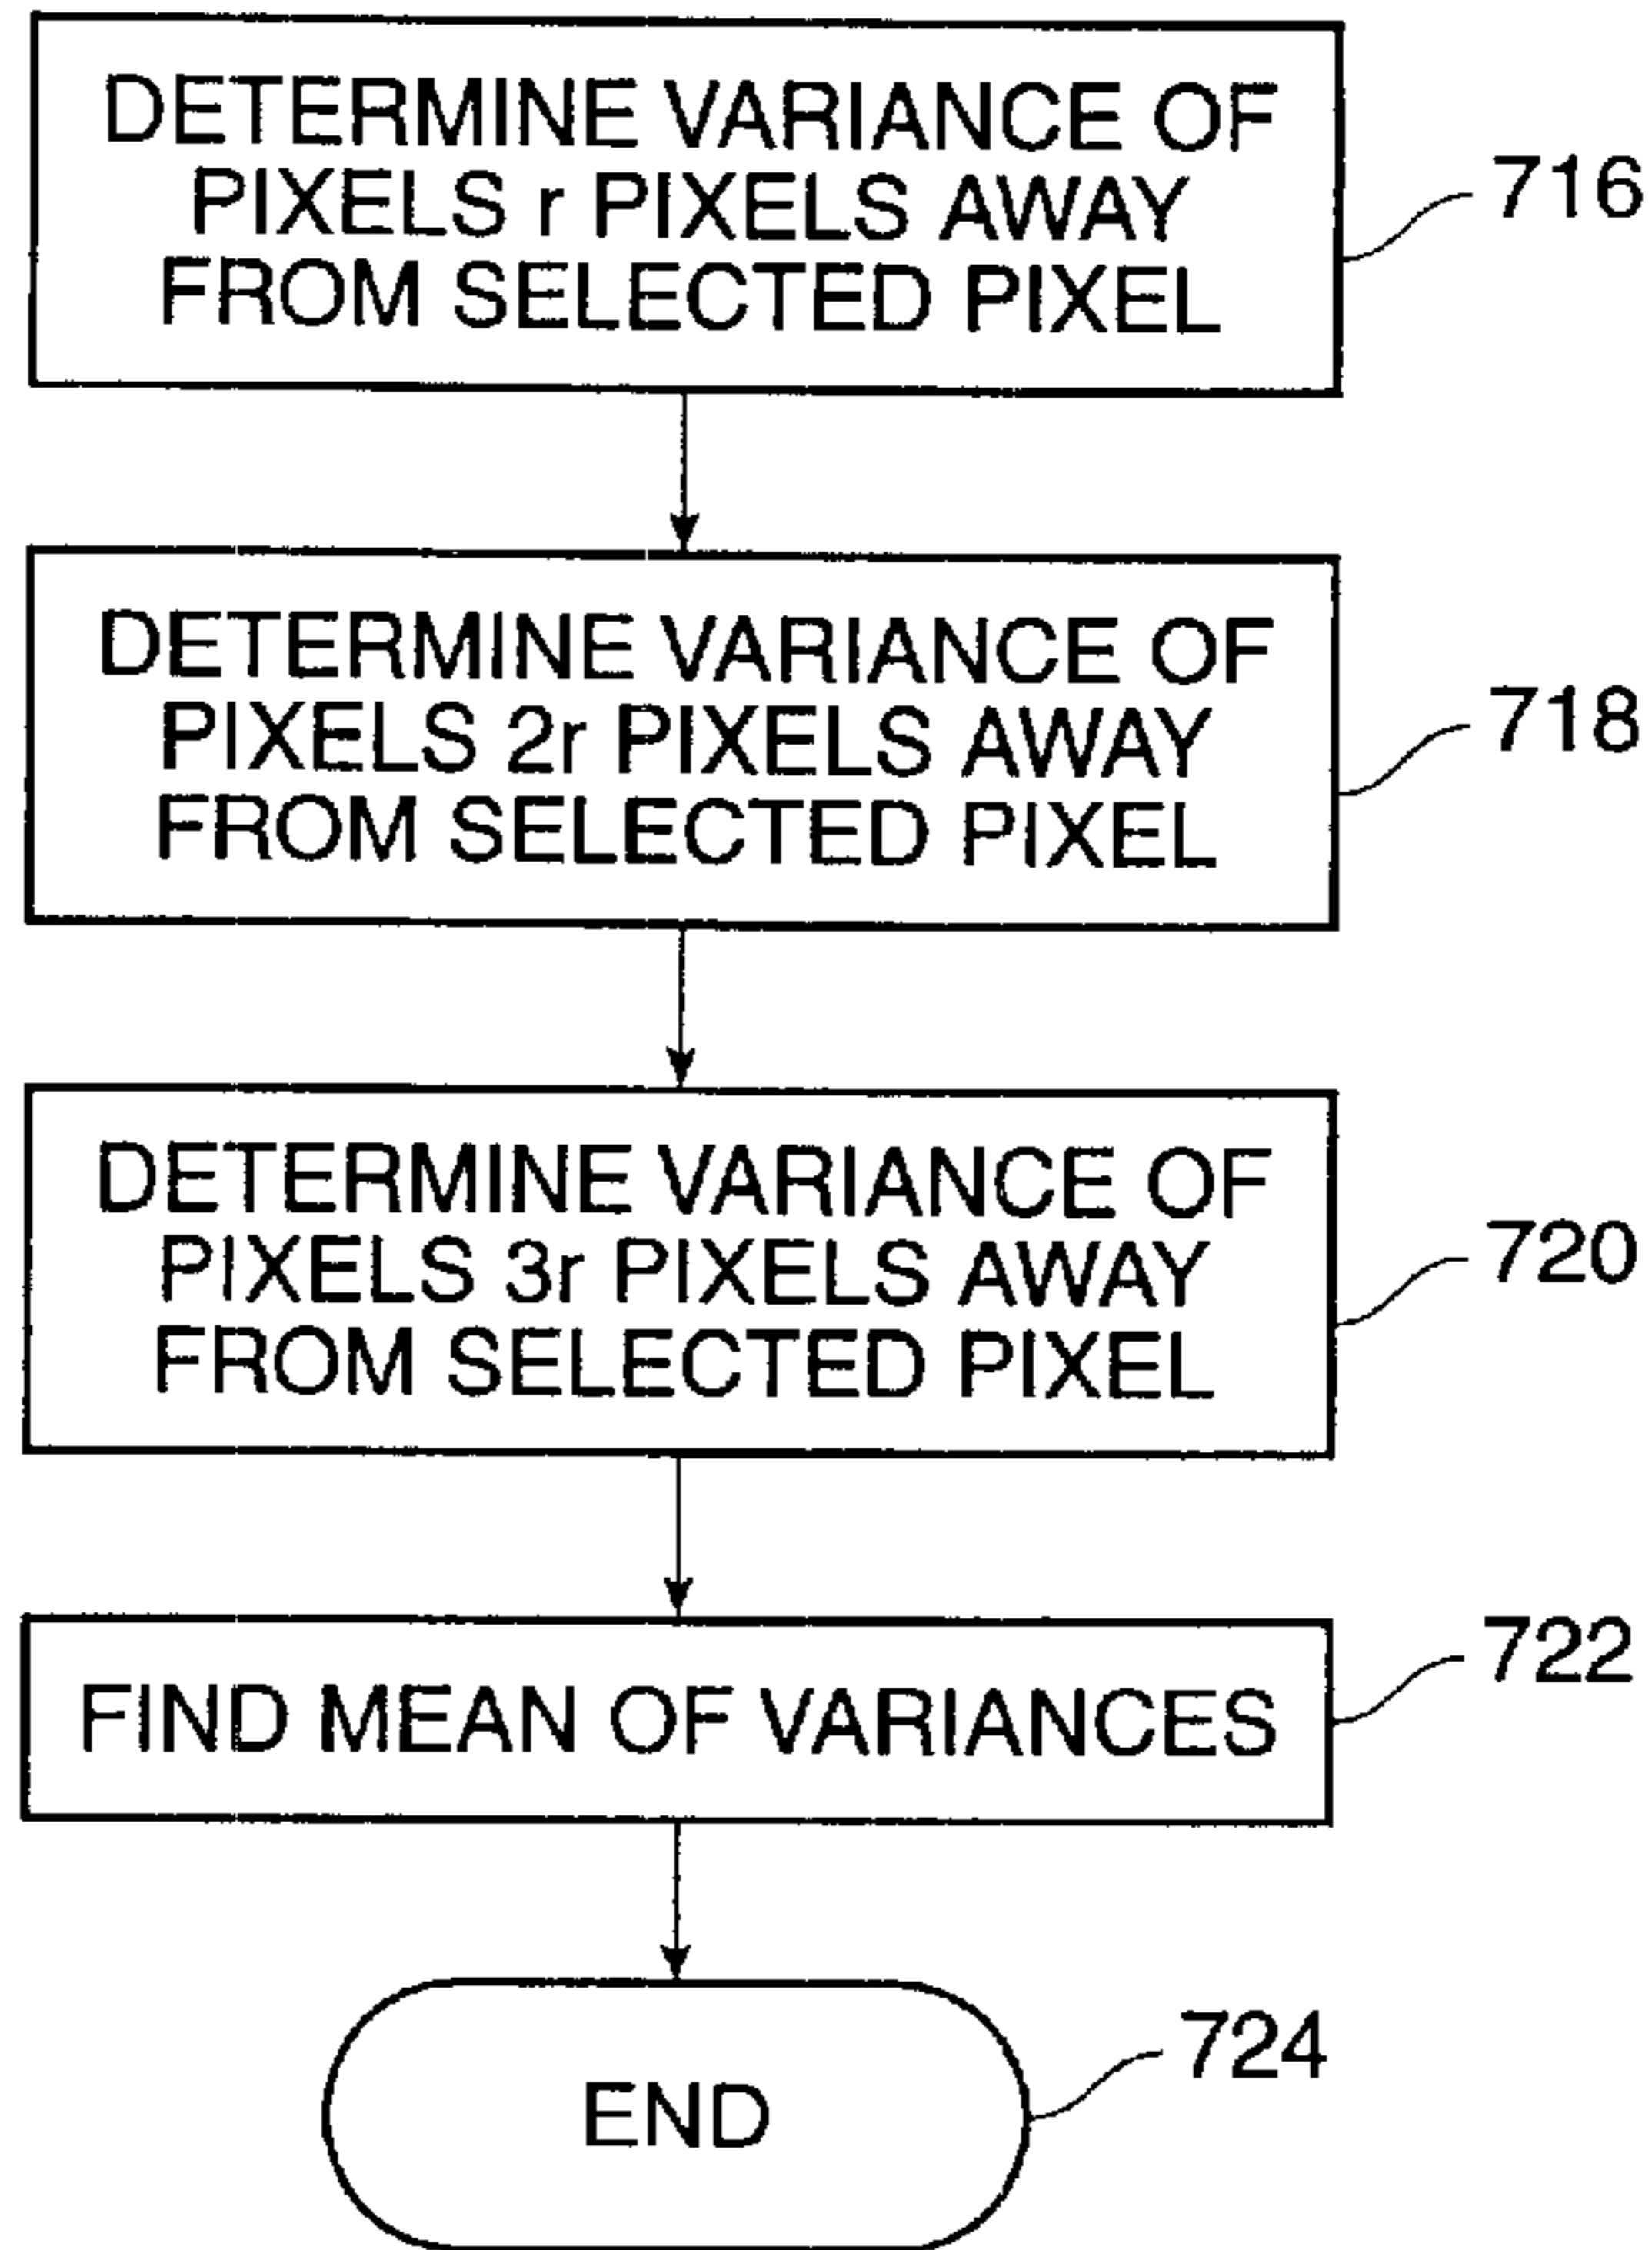 DETERMINE VARIANCE OF
PIXELS r PIXELS AWAY
FROM SELECTED PIXEL
716
DETERMINE VARIANCE OF
PIXELS 2r PIXELS AWAY
FROM SELECTED PIXEL
718
DETERMINE VARIANCE OF
PIXELS 3r PIXELS AWAY
FROM SELECTED PIXEL
720
FIND MEAN OF VARIANCES
722
END
724